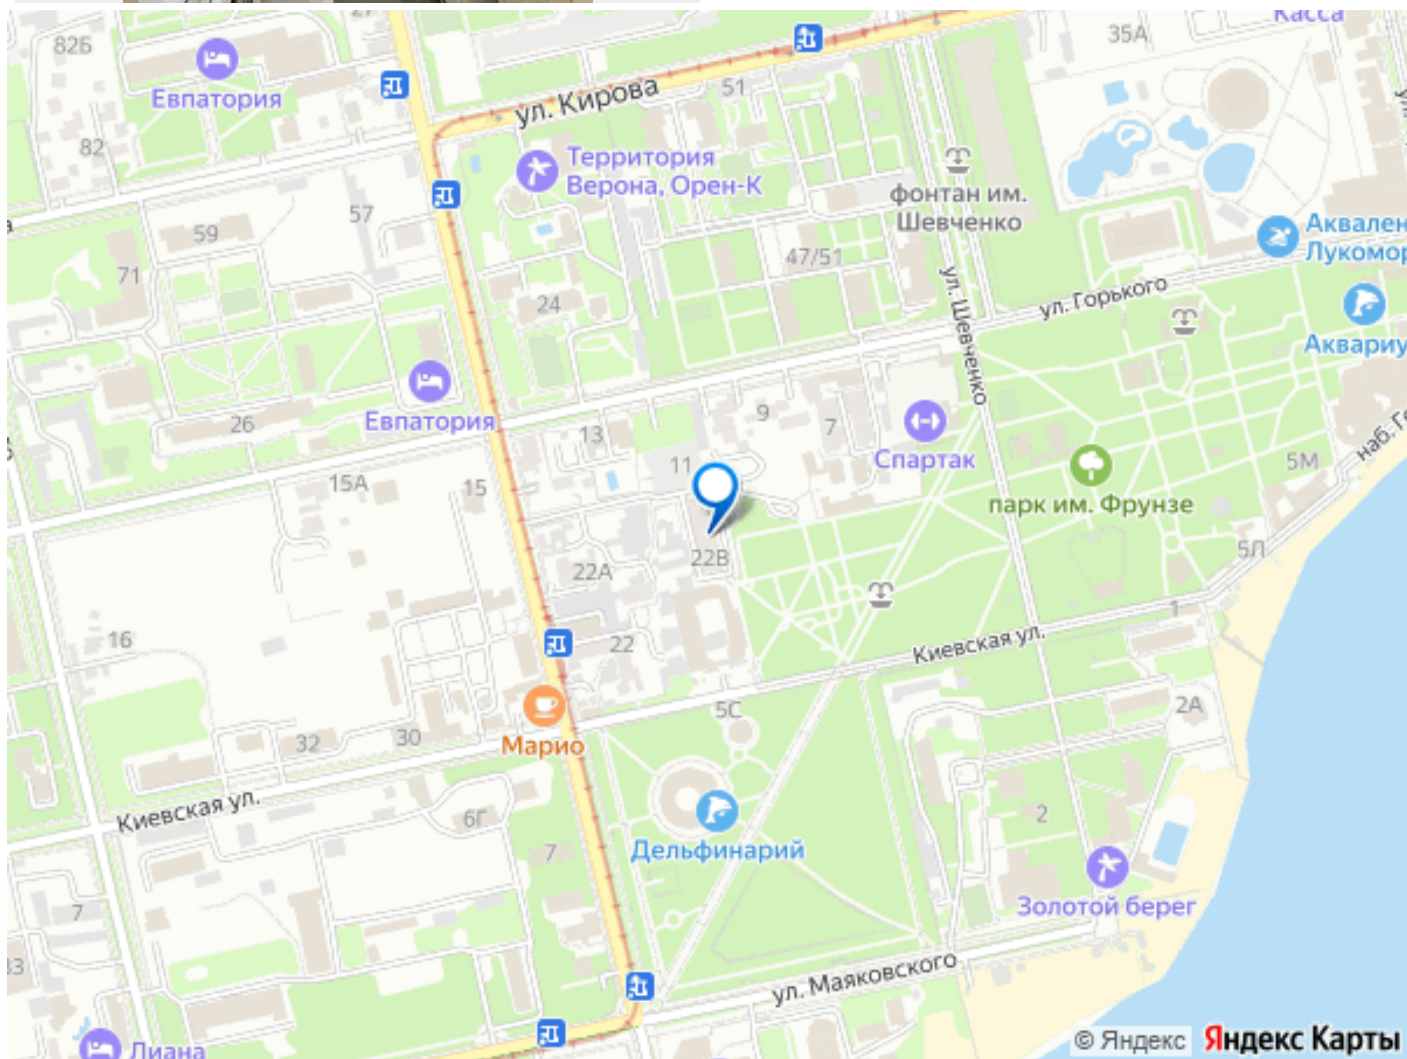 Касса
82Б
35А
Евпатория
51
ул. Кирова
82
Территория
Верона, Орен-К
фонтан им.
Шевченко
57
59
Аквален
Лукомор
47/51
71
ул. Горького
24
ул. Шевченко
Аквариу
Евпатория
26
9
7
13
наб. Го
Спартак
11
5М
15А
15
парк им. Фрунзе
5Л
22В
22А
1
16
22
Киевская ул.
5С
2А
32
30
Марио
Киевская ул.
6Г
2
7
Дельфинарий
Золотой берег
7
33
ул. Маяковского
Лиана
© Яндекс
Яндекс Карты